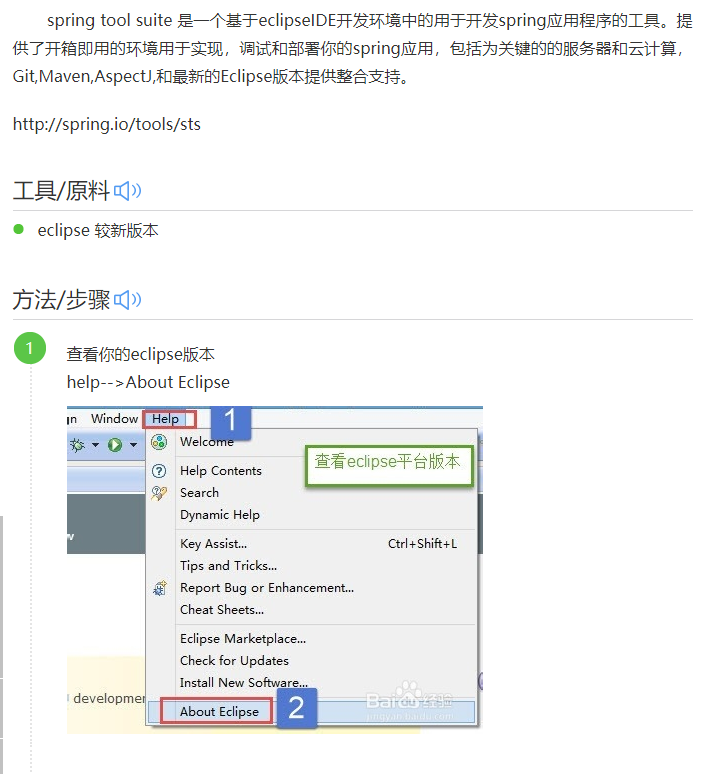 spring tool suite 是一个基于eclipseIDE开发环境中的用于开发spring应用程序的工具。提
供了开箱即用的环境用于实现，调试和部署你的spring应用，包括为关键的的服务器和云计算，
Git,Maven,AspectJ,和最新的Eclipse版本提供整合支持。
http://spring.io/tools/sts
工具/原料
eclipse 较新版本
方法/步骤
1
查看你的eclipse版本
help-->About Eclipse
Window Help
1
Welcome
查看eclipse平台版本
Help Contents
Search
Dynamic Help
Key Assist... Ctrl+Shift+L
Tips and Tricks...
Report Bug or Enhancement...
Cheat Sheets...
Eclipse Marketplace...
Check for Updates
Install New Software...
developmen
About Eclipse
2
Bai 经验
jingyan.baidu.com